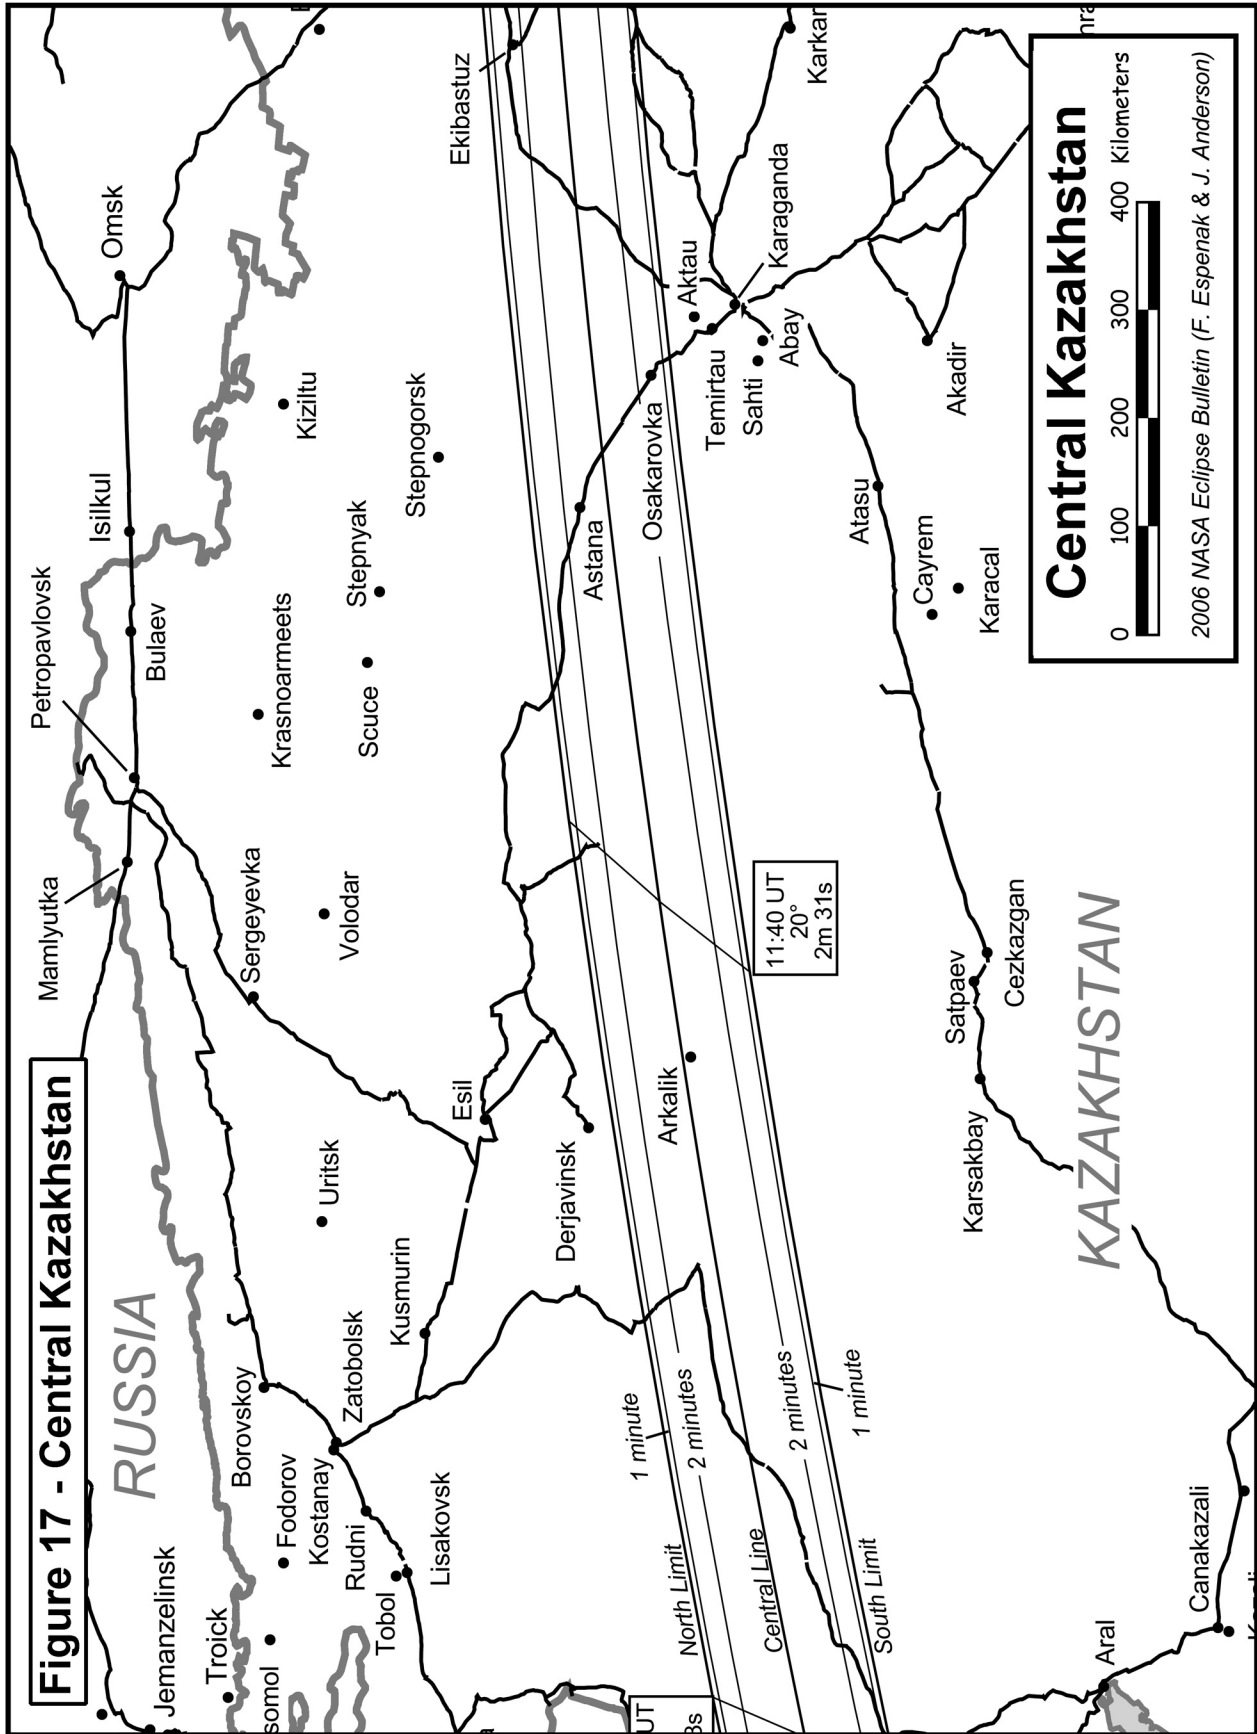 Figure 17 - Central Kazakhstan
RUSSIA
KAZAKHSTAN
Jemanzelinsk
Troick
Fodorov
Kostanay
Rudni
Tobol
Lisakovsk
Borovskoy
Zatobolsk
Kusmurin
Uritsk
Mamlyutka
Petropavlovsk
Sergeyevka
Volodar
Bulaev
Isilkul
Omsk
Krasnoarmeets
Scuce
Stepnyak
Stepnogorsk
Kiziltu
Ekibastuz
Esil
Derjavinsk
Arkalik
Astana
Osakarovka
Aktau
Temirtau
Karaganda
Sahti
Abay
Karkar
Akadir
Atasu
Cayrem
Karacal
Satpaev
Cezkazgan
Karsakbay
Canakazali
Aral
North Limit
1 minute
2 minutes
Central Line
2 minutes
1 minute
South Limit
11:40 UT
20°
2m 31s
UT
Central Kazakhstan
0 100 200 300 400 Kilometers
2006 NASA Eclipse Bulletin (F. Espenak & J. Anderson)